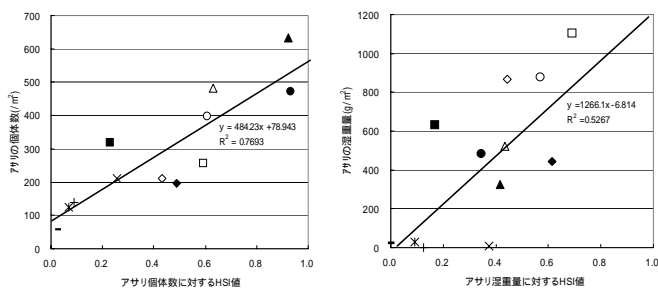 700
600
500
400
300
200
100
0
アサリの個体数(/㎡)
y = 484.23x +78.943
R² = 0.7693
0.0 0.2 0.4 0.6 0.8 1.0
アサリ個体数に対するHSI値
1200
1000
800
600
400
200
0
アサリの湿重量(g/㎡)
y =1266.1x-6.814
R² =0.5267
0.0 0.2 0.4 0.6 0.8 1.0
アサリ湿重量に対するHSI値